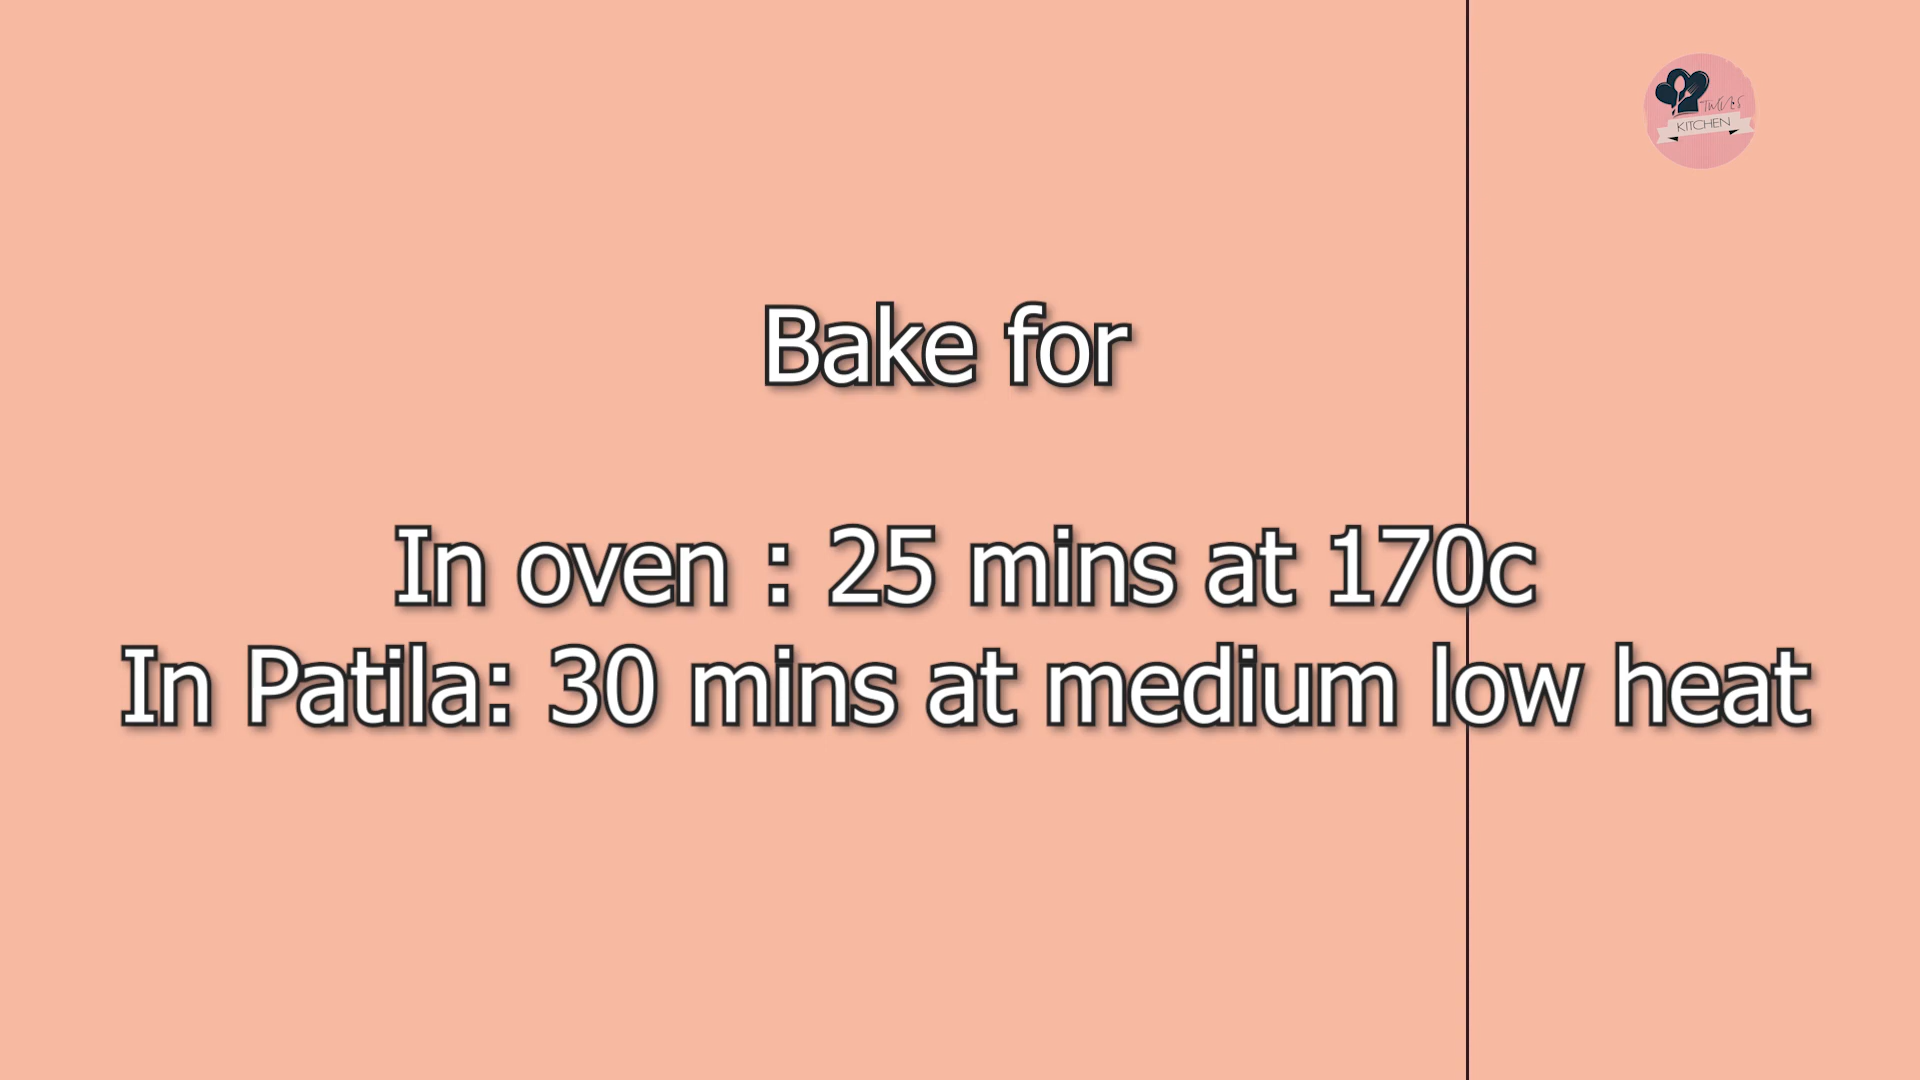 KITCHEN
Bake for
In oven : 25 mins at 170c
In Patila: 30 mins at medium low heat